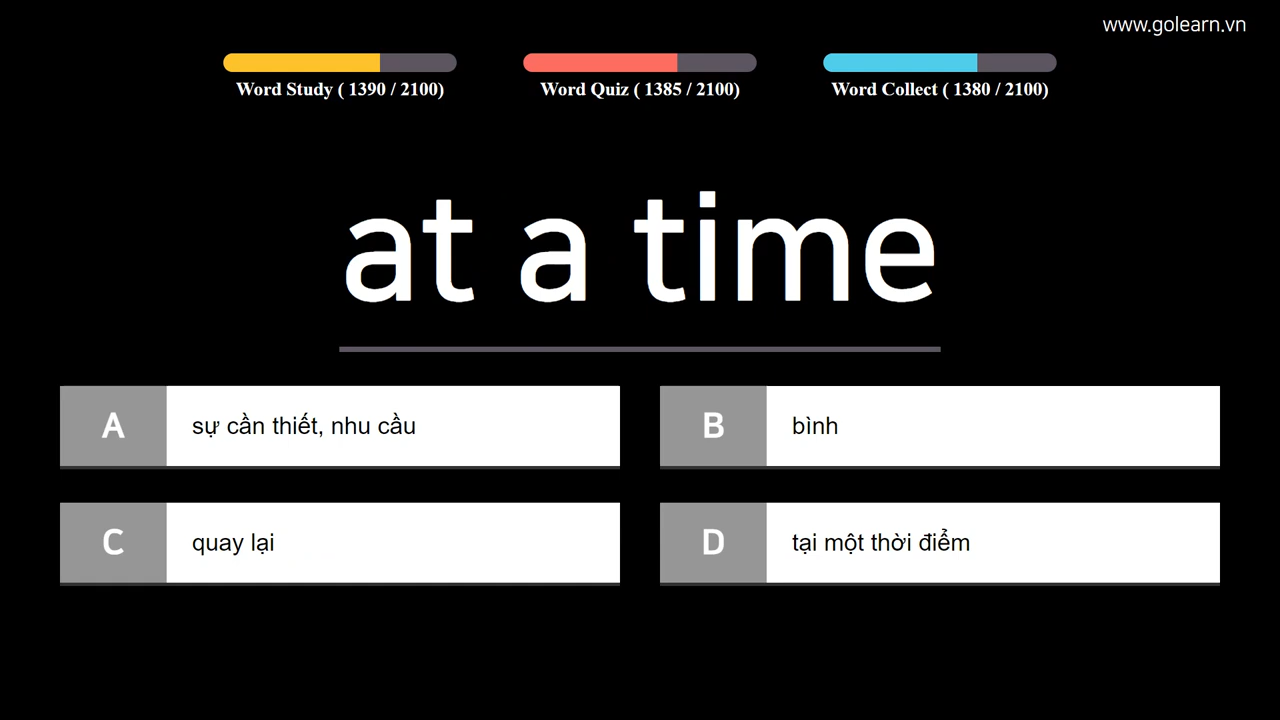 www.golearn.vn
Word Study ( 1390 / 2100)
Word Quiz ( 1385 / 2100)
Word Collect ( 1380 / 2100)
at a time
A sự cần thiết, nhu cầu
B bình
C quay lại
D tại một thời điểm